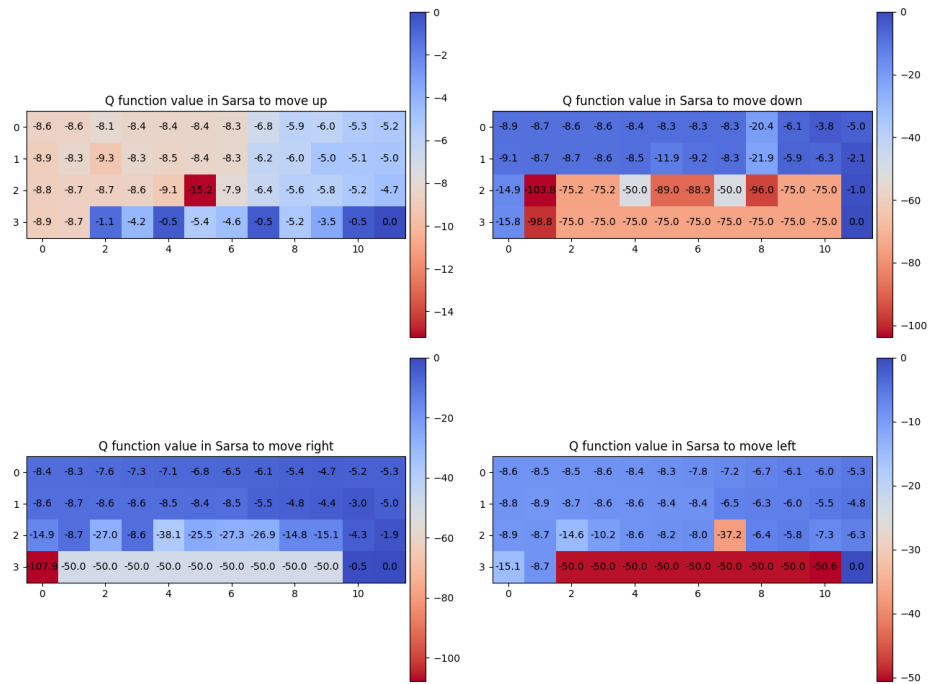 Q function value in Sarsa to move up
0 -8.6 -8.6 -8.1 -8.4 -8.4 -8.4 -8.3 -6.8 -5.9 -6.0 -5.3 -5.2
1 -8.9 -8.3 -9.3 -8.3 -8.5 -8.4 -8.3 -6.2 -6.0 -5.0 -5.1 -5.0
2 -8.8 -8.7 -8.7 -8.6 -9.1 -15.2 -7.9 -6.4 -5.6 -5.8 -5.2 -4.7
3 -8.9 -8.7 -1.1 -4.2 -0.5 -5.4 -4.6 -0.5 -5.2 -3.5 -0.5 0.0
0 2 4 6 8 10
0
−2
−4
−6
−8
−10
−12
−14
Q function value in Sarsa to move down
0 -8.9 -8.7 -8.6 -8.6 -8.4 -8.3 -8.3 -8.3 -20.4 -6.1 -3.8 -5.0
1 -9.1 -8.7 -8.7 -8.6 -8.5 -11.9 -9.2 -8.3 -21.9 -5.9 -6.3 -2.1
2 -14.9 -103.8 -75.2 -75.2 -50.0 -89.0 -88.9 -50.0 -96.0 -75.0 -75.0 -1.0
3 -15.8 -98.8 -75.0 -75.0 -75.0 -75.0 -75.0 -75.0 -75.0 -75.0 -75.0 0.0
0 2 4 6 8 10
0
−20
−40
−60
−80
−100
Q function value in Sarsa to move right
0 -8.4 -8.3 -7.6 -7.3 -7.1 -6.8 -6.5 -6.1 -5.4 -4.7 -5.2 -5.3
1 -8.6 -8.7 -8.6 -8.6 -8.5 -8.4 -8.4 -5.5 -4.8 -4.4 -3.0 -5.0
2 -14.9 -8.7 -27.0 -8.6 -38.1 -25.5 -27.3 -26.9 -14.8 -15.1 -4.3 -1.9
3 -107.9 -50.0 -50.0 -50.0 -50.0 -50.0 -50.0 -50.0 -50.0 -50.0 -0.5 0.0
0 2 4 6 8 10
0
−20
−40
−60
−80
−100
Q function value in Sarsa to move left
0 -8.6 -8.5 -8.5 -8.6 -8.4 -8.3 -7.8 -7.2 -6.7 -6.1 -6.0 -5.3
1 -8.8 -8.9 -8.7 -8.6 -8.6 -8.4 -8.4 -6.5 -6.3 -6.0 -5.5 -4.8
2 -8.9 -8.7 -14.6 -10.2 -8.6 -8.2 -8.0 -37.2 -6.4 -5.8 -7.3 -6.3
3 -15.1 -8.7 -50.0 -50.0 -50.0 -50.0 -50.0 -50.0 -50.0 -50.0 -50.6 0.0
0 2 4 6 8 10
0
−10
−20
−30
−40
−50